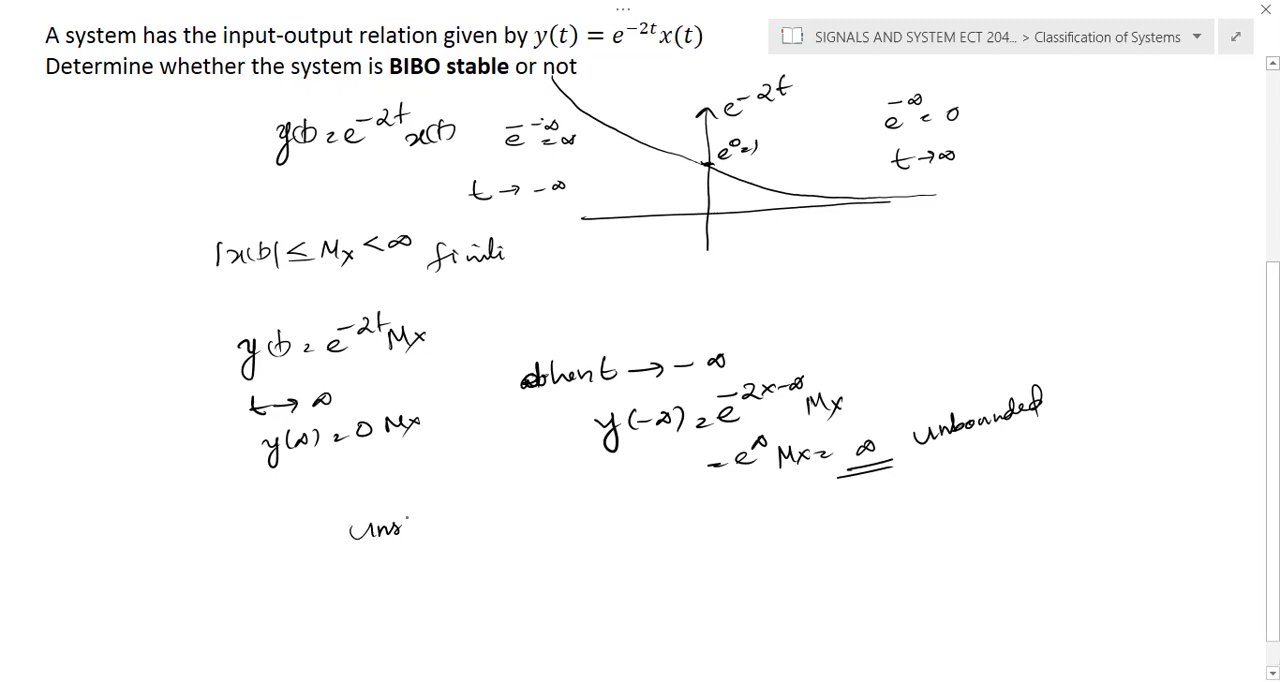 A system has the input-output relation given by y(t) = e^{-2t}x(t)
SIGNALS AND SYSTEM ECT 204... > Classification of Systems
Determine whether the system is BIBO stable or not
y(t) = e^{-2t} x(t)
e^{-∞} = ∞
t → -∞
e^{-2t}
e^0 = 1
e^{-∞} = 0
t → ∞
|x(t)| ≤ Mx < ∞ finite
y(t) = e^{-2t} Mx
t → ∞
y(∞) = 0 Mx
when t → - ∞
y(-∞) = e^{-2x-∞} Mx
= e^∞ Mx = ∞ unbounded
uns